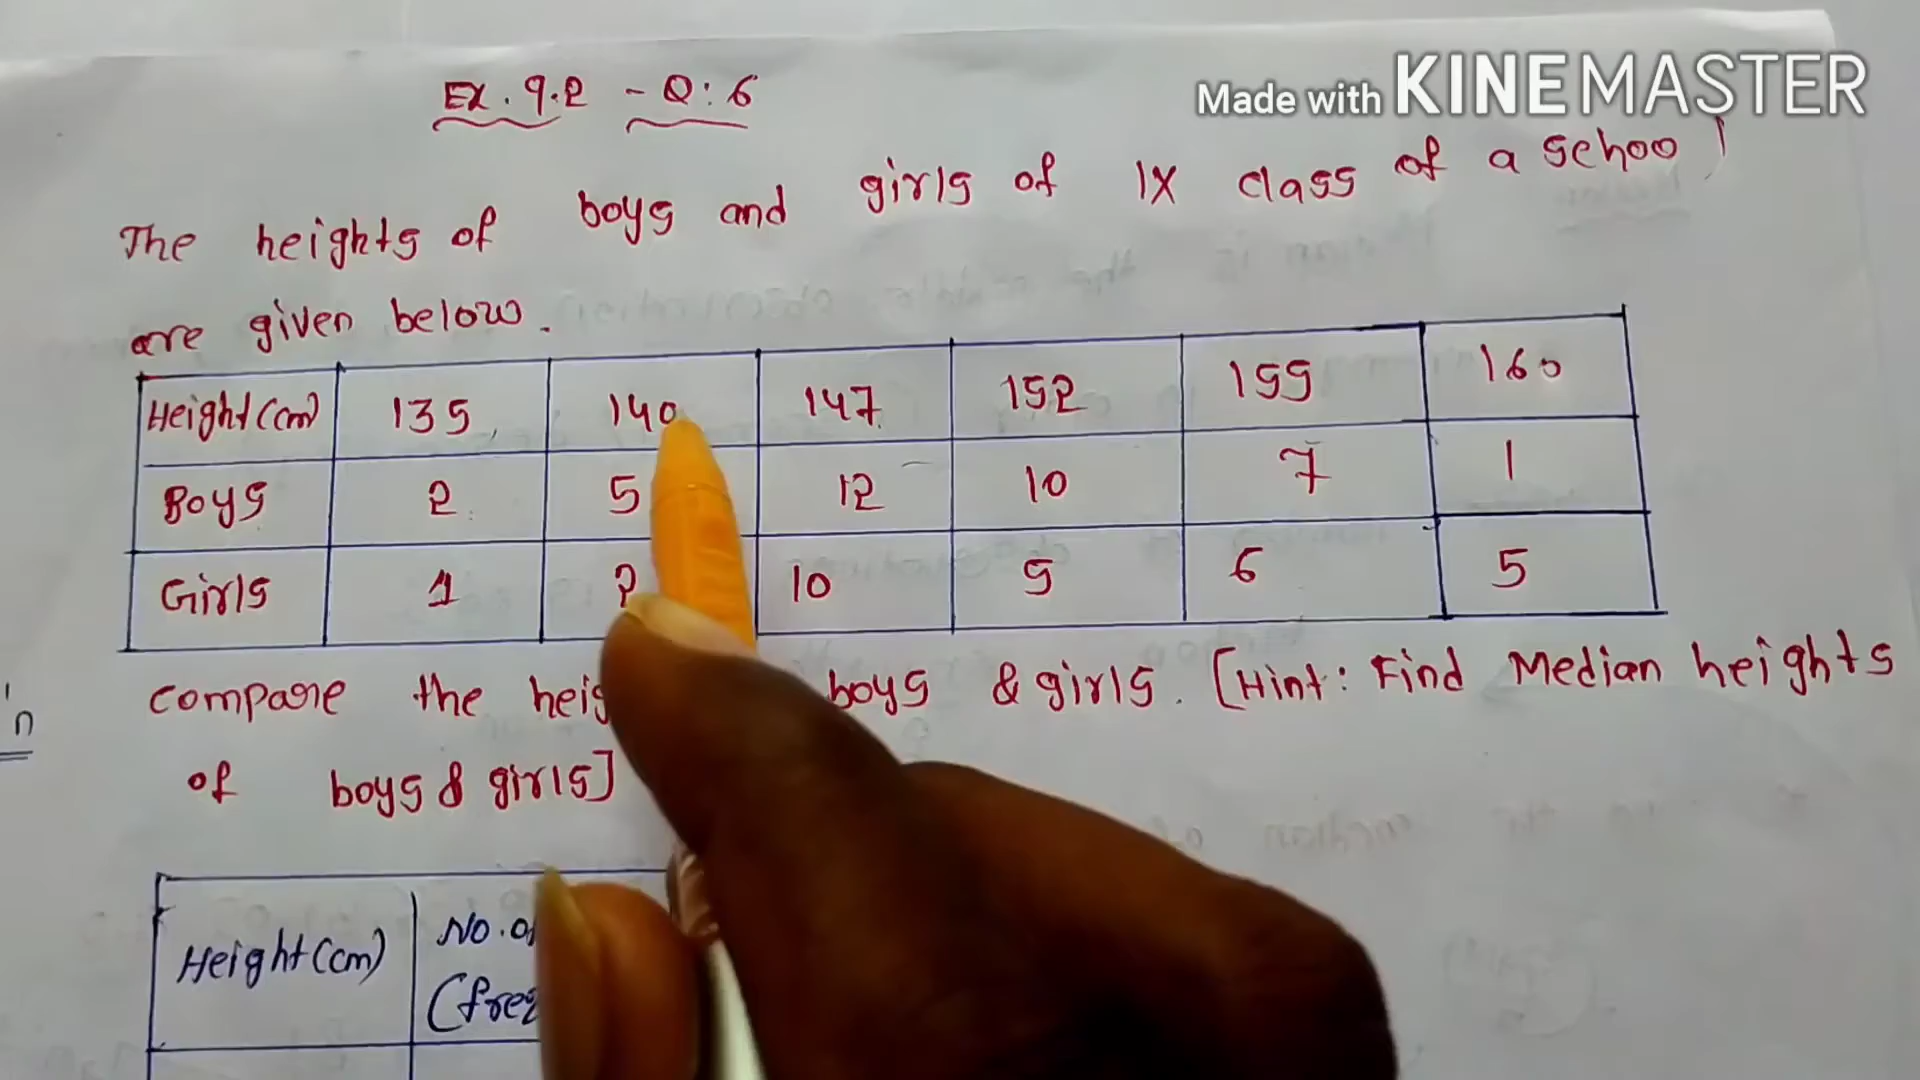 Made with KINEMASTER
Ex. 9.2 - Q: 6
The heights of boys and girls of IX class of a school
are given below.
Height(cm) 135 140 147 152 155 160
Boys 2 5 12 10 7 1
Girls 1 2 10 5 6 5
Compare the boys & girls. [Hint: Find Median heights
of boys & girls]
Height(cm) No.